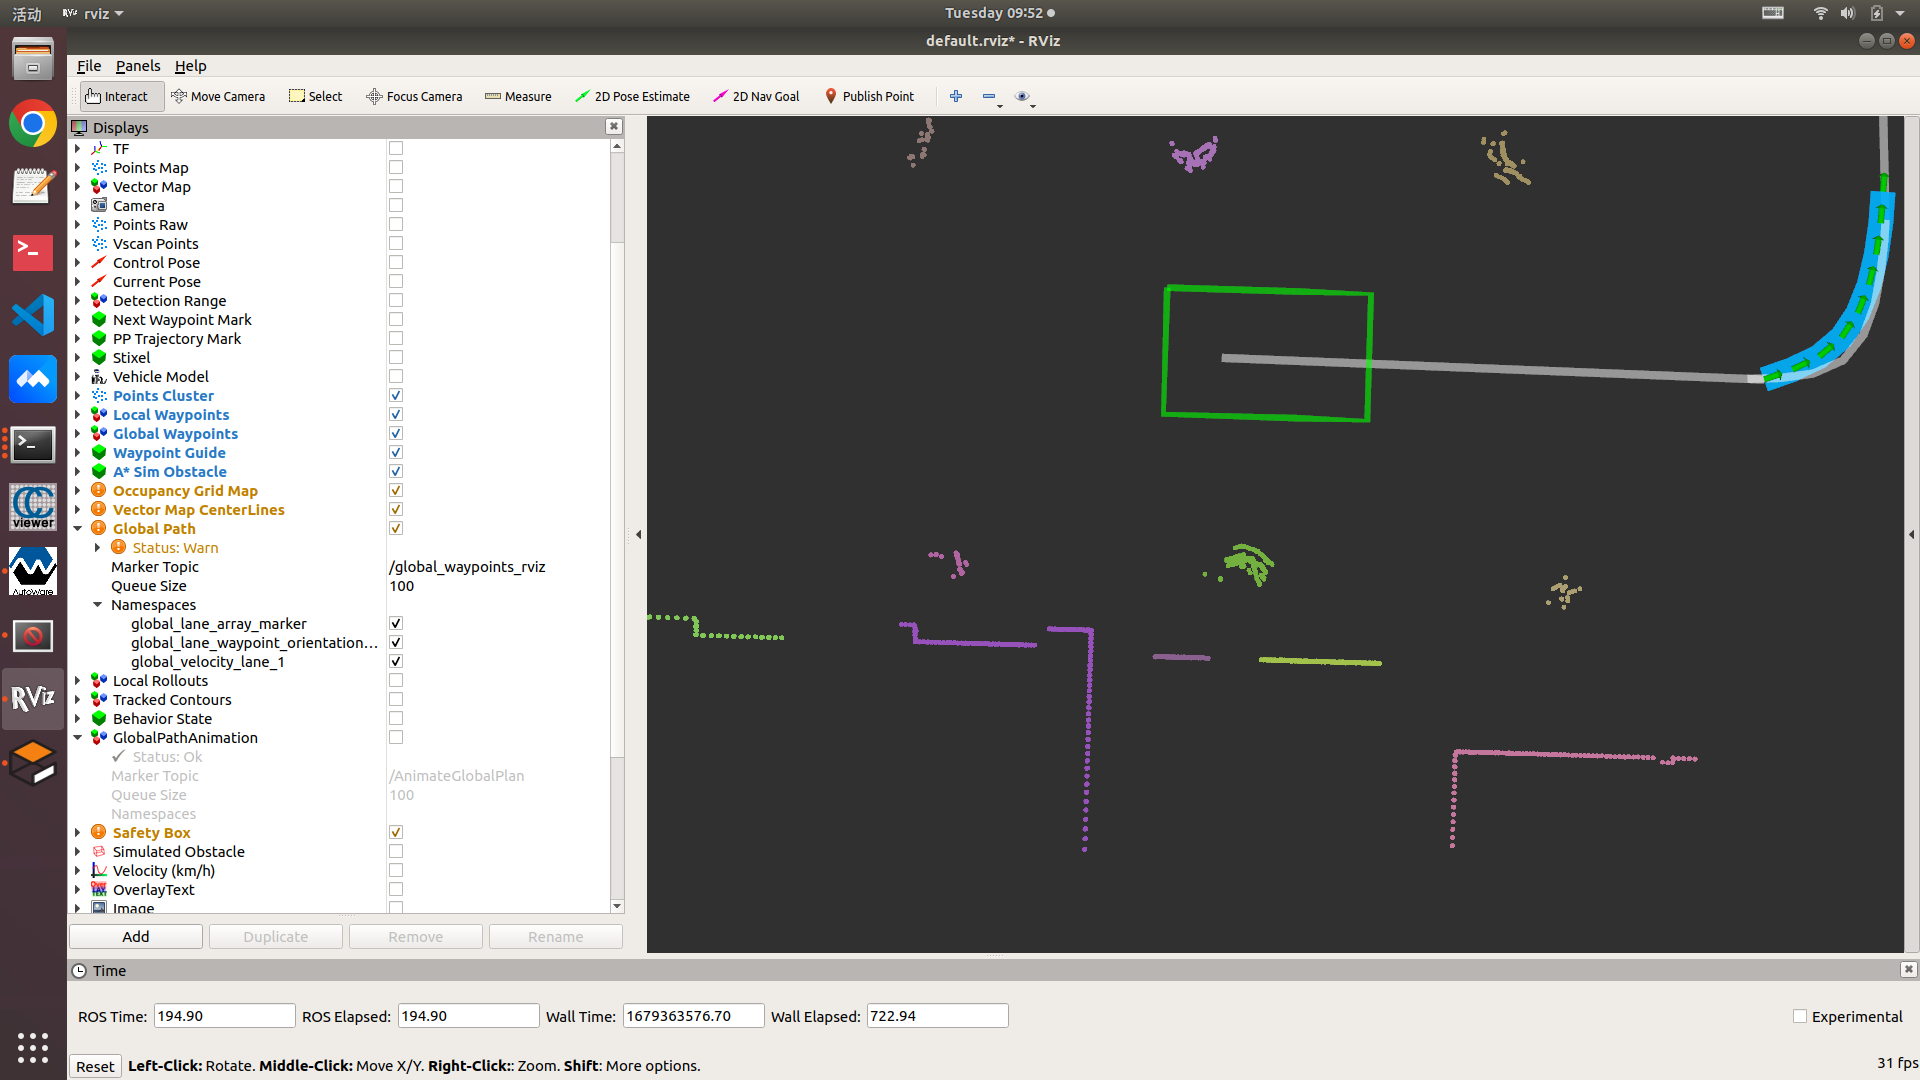 活动
RViz rviz
Tuesday 09:52
default.rviz* - RViz
File Panels Help
Interact Move Camera Select Focus Camera Measure 2D Pose Estimate 2D Nav Goal Publish Point
Displays
TF
Points Map
Vector Map
Camera
Points Raw
Vscan Points
Control Pose
Current Pose
Detection Range
Next Waypoint Mark
PP Trajectory Mark
Stixel
Vehicle Model
Points Cluster
Local Waypoints
Global Waypoints
Waypoint Guide
A* Sim Obstacle
Occupancy Grid Map
Vector Map CenterLines
Global Path
Status: Warn
Marker Topic /global_waypoints_rviz
Queue Size 100
Namespaces
global_lane_array_marker
global_lane_waypoint_orientation...
global_velocity_lane_1
Local Rollouts
Tracked Contours
Behavior State
GlobalPathAnimation
Status: Ok
Marker Topic /AnimateGlobalPlan
Queue Size 100
Namespaces
Safety Box
Simulated Obstacle
Velocity (km/h)
OverlayText
Image
Add Duplicate Remove Rename
Time
ROS Time: 194.90 ROS Elapsed: 194.90 Wall Time: 1679363576.70 Wall Elapsed: 722.94 Experimental
Reset Left-Click: Rotate. Middle-Click: Move X/Y. Right-Click:: Zoom. Shift: More options. 31 fps
CC
viewer
AutoWare
RViz